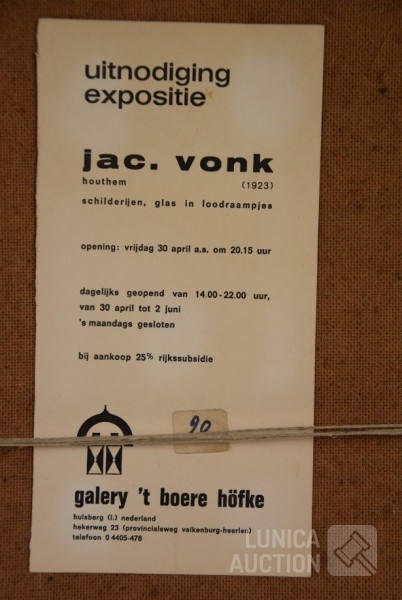 uitnodiging
expositie
jac. vonk
houthem (1923)
schilderijen, glas in loodraampjes
opening: vrijdag 30 april a.s. om 20.15 uur
dagelijks geopend van 14.00-22.00 uur,
van 30 april tot 2 juni
's maandags gesloten
bij aankoop 25% rijkssubsidie
90
galery 't boere höfke
hulsberg (l.) nederland
hekerweg 23 (provincialeweg valkenburg-heerlen)
telefoon 0 4405-478
LUNICA
AUCTION